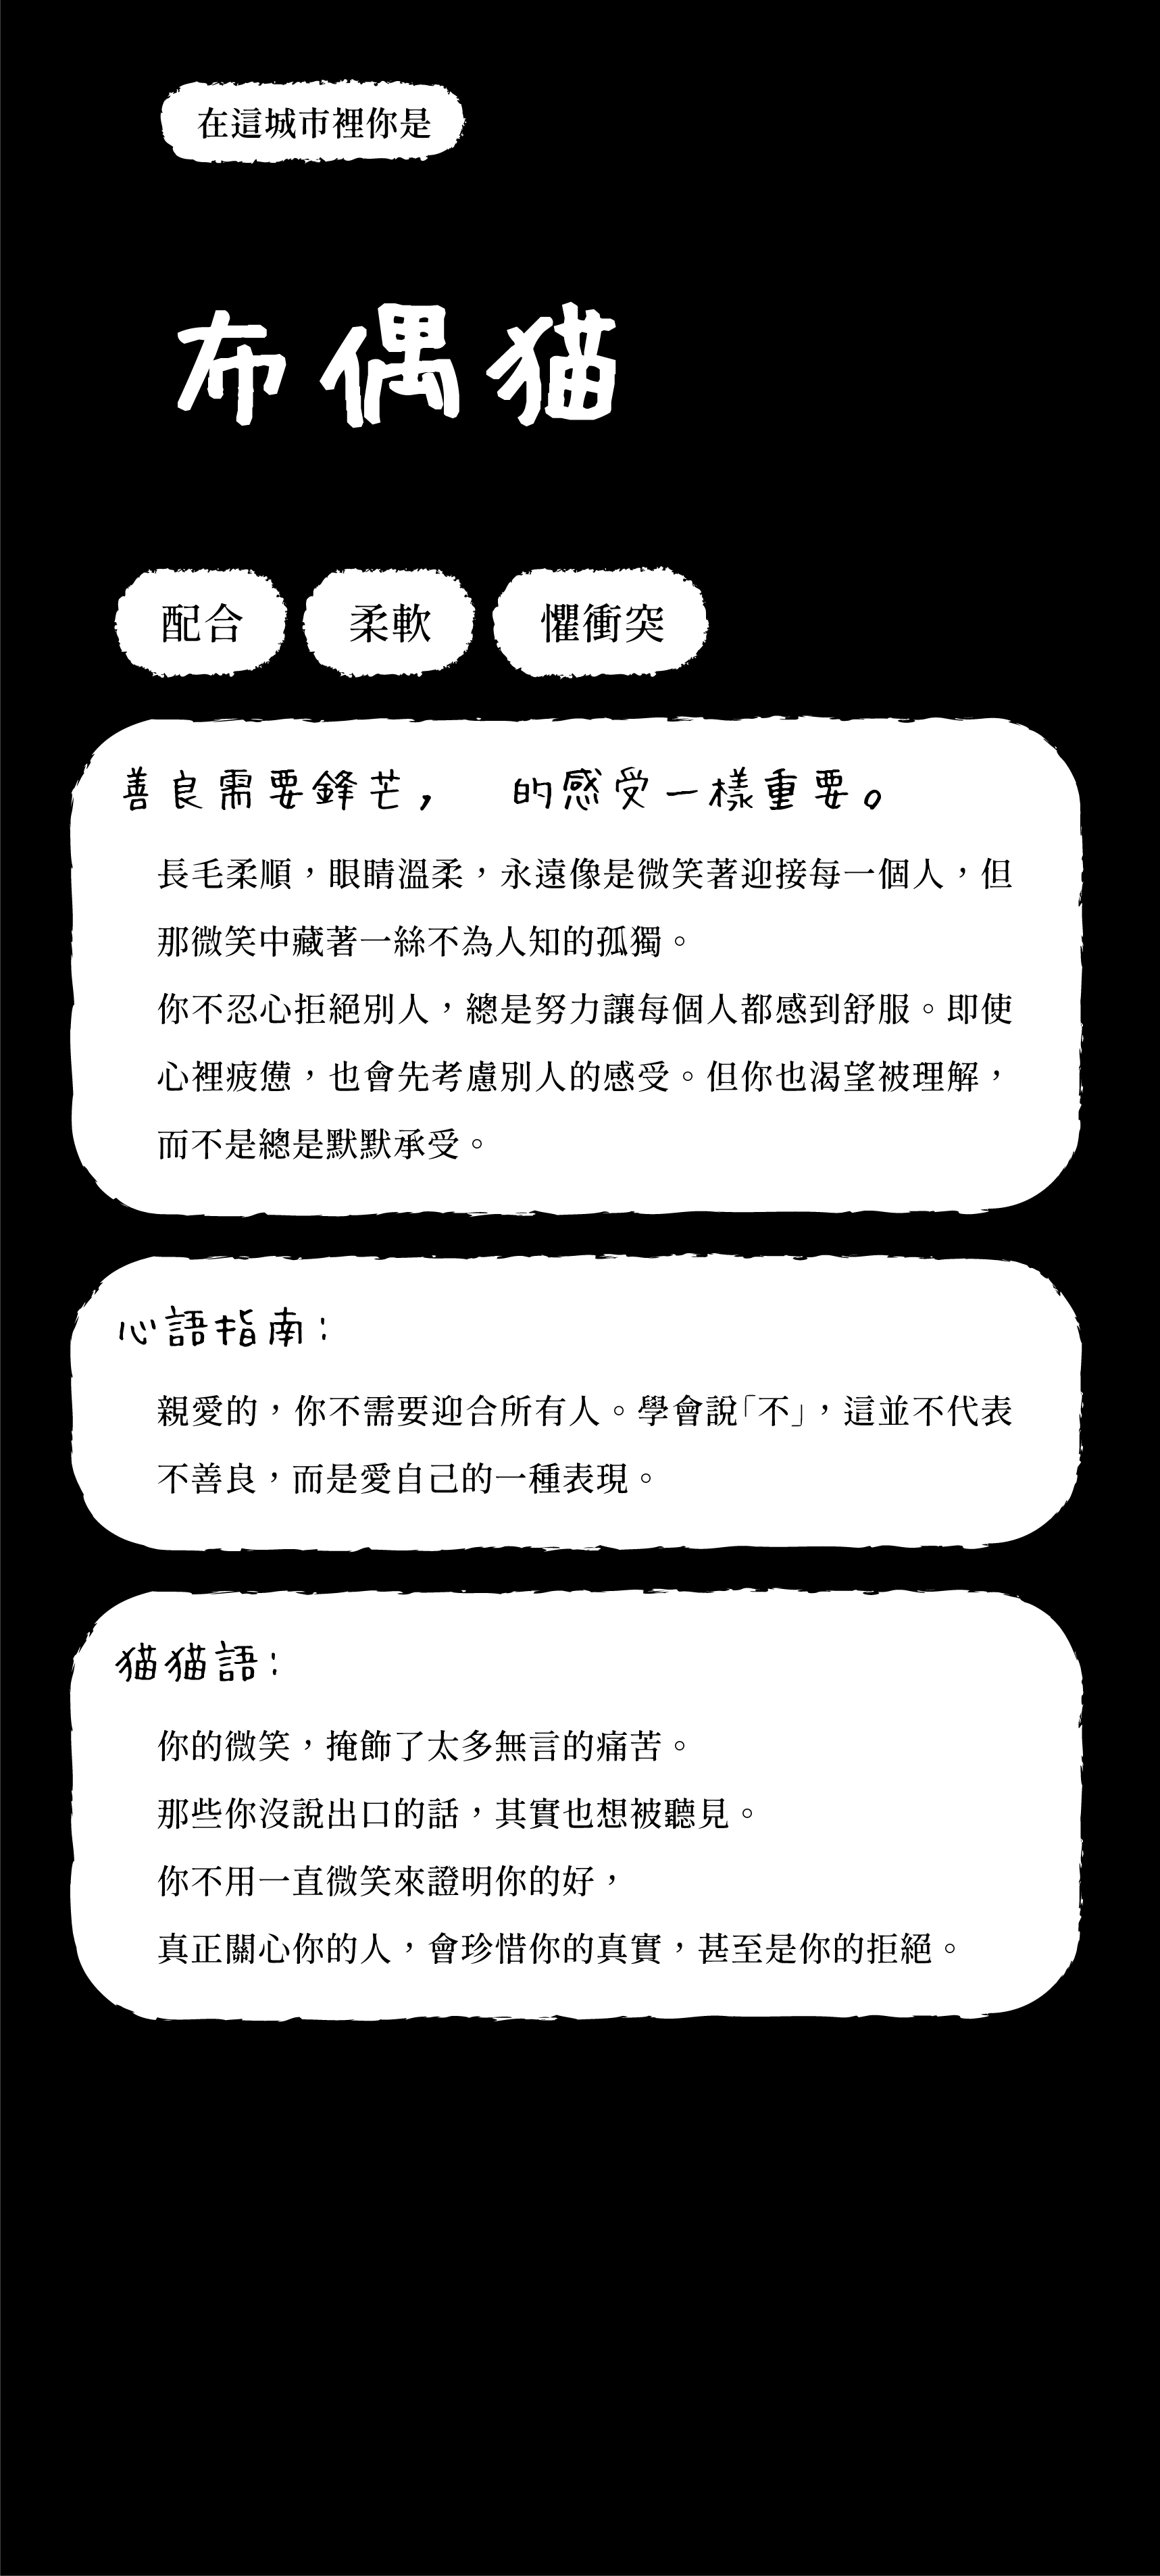 在這城市裡你是
布偶猫
配合 柔軟 懼衝突
善良需要鋒芒， 的感受一樣重要。
長毛柔順，眼睛溫柔，永遠像是微笑著迎接每一個人，但
那微笑中藏著一絲不為人知的孤獨。
你不忍心拒絕別人，總是努力讓每個人都感到舒服。即使
心裡疲憊，也會先考慮別人的感受。但你也渴望被理解，
而不是總是默默承受。
心語指南：
親愛的，你不需要迎合所有人。學會說「不」，這並不代表
不善良，而是愛自己的一種表現。
猫猫語：
你的微笑，掩飾了太多無言的痛苦。
那些你沒說出口的話，其實也想被聽見。
你不用一直微笑來證明你的好，
真正關心你的人，會珍惜你的真實，甚至是你的拒絕。